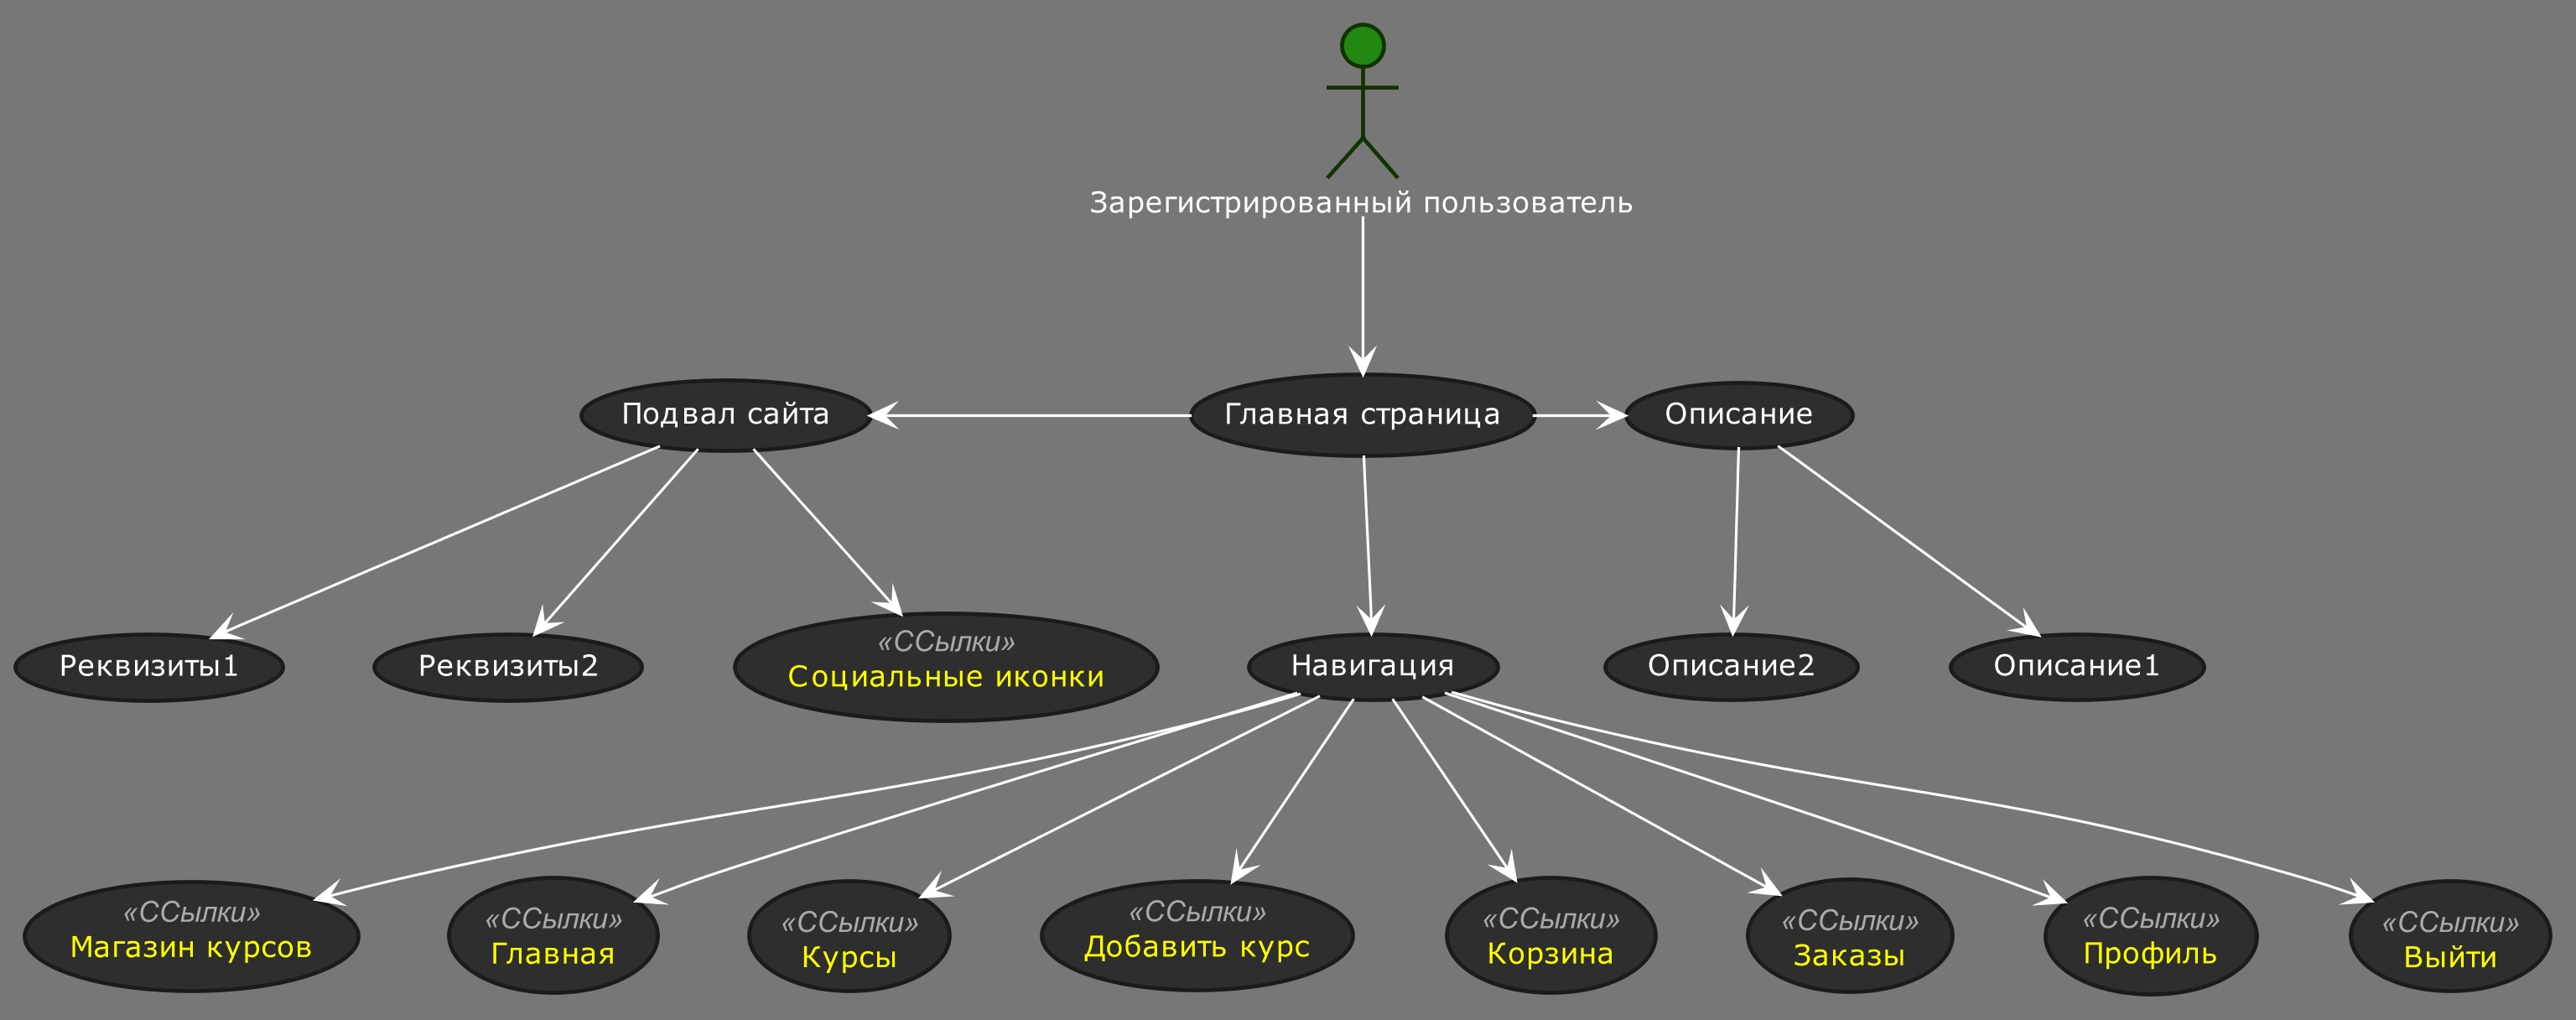 Зарегистрированный пользователь
Подвал сайта
Главная страница
Описание
Реквизиты1
Реквизиты2
«ССылки»
Социальные иконки
Навигация
Описание2
Описание1
«ССылки»
Магазин курсов
«ССылки»
Главная
«ССылки»
Курсы
«ССылки»
Добавить курс
«ССылки»
Корзина
«ССылки»
Заказы
«ССылки»
Профиль
«ССылки»
Выйти